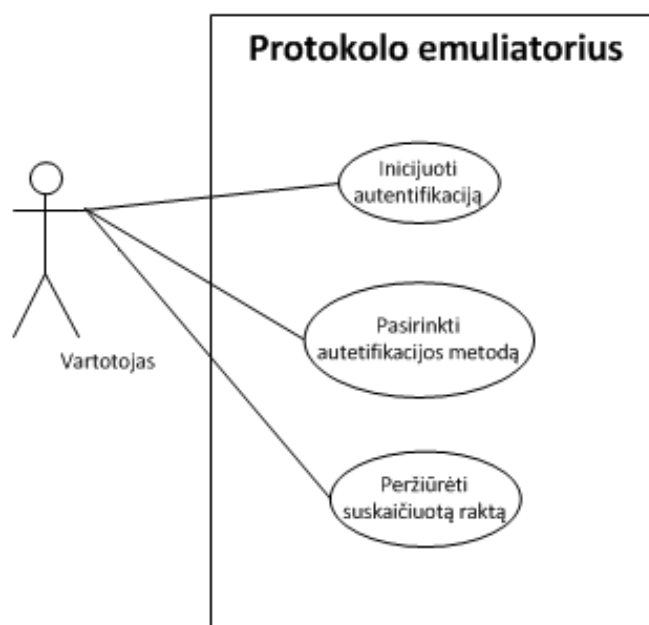 Protokolo emuliatorius
Inicijuoti
autentifikaciją
Pasirinkti
autetifikacijos metodą
Vartotojas
Peržiūrėti
suskaičiuotą raktą